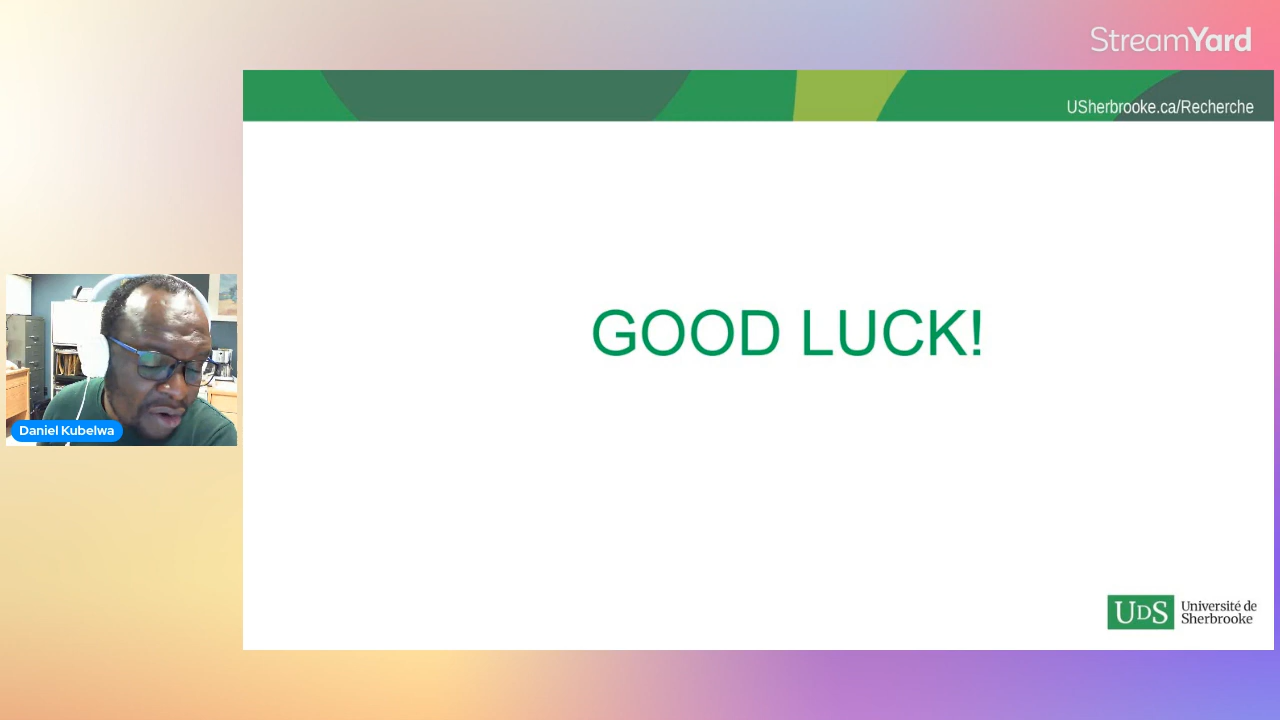 StreamYard
USherbrooke.ca/Recherche
GOOD LUCK!
Daniel Kubelwa
UDS Université de
Sherbrooke